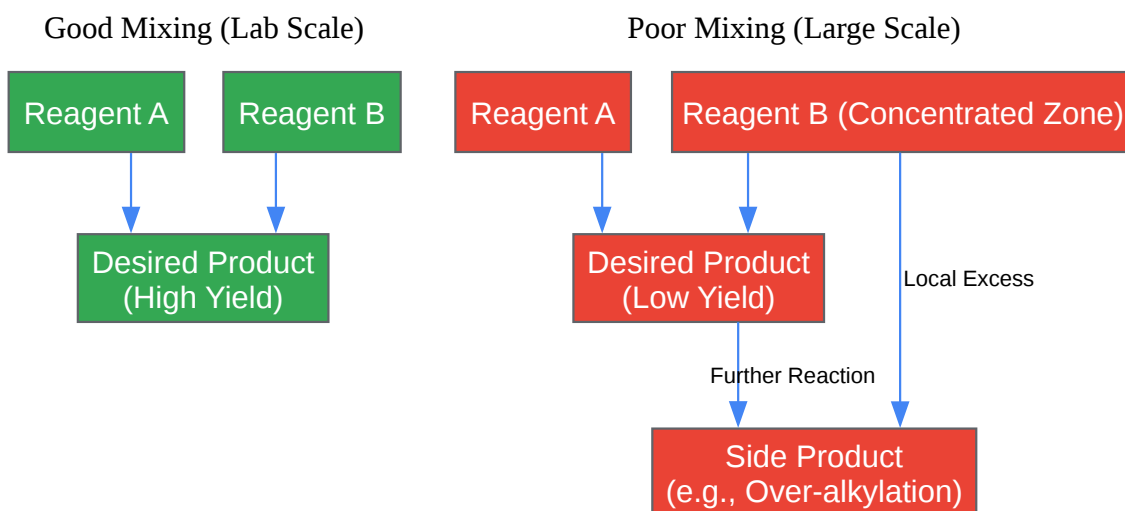 Good Mixing (Lab Scale)
Reagent A
Reagent B
Desired Product
(High Yield)
Poor Mixing (Large Scale)
Reagent A
Reagent B (Concentrated Zone)
Desired Product
(Low Yield)
Local Excess
Further Reaction
Side Product
(e.g., Over-alkylation)